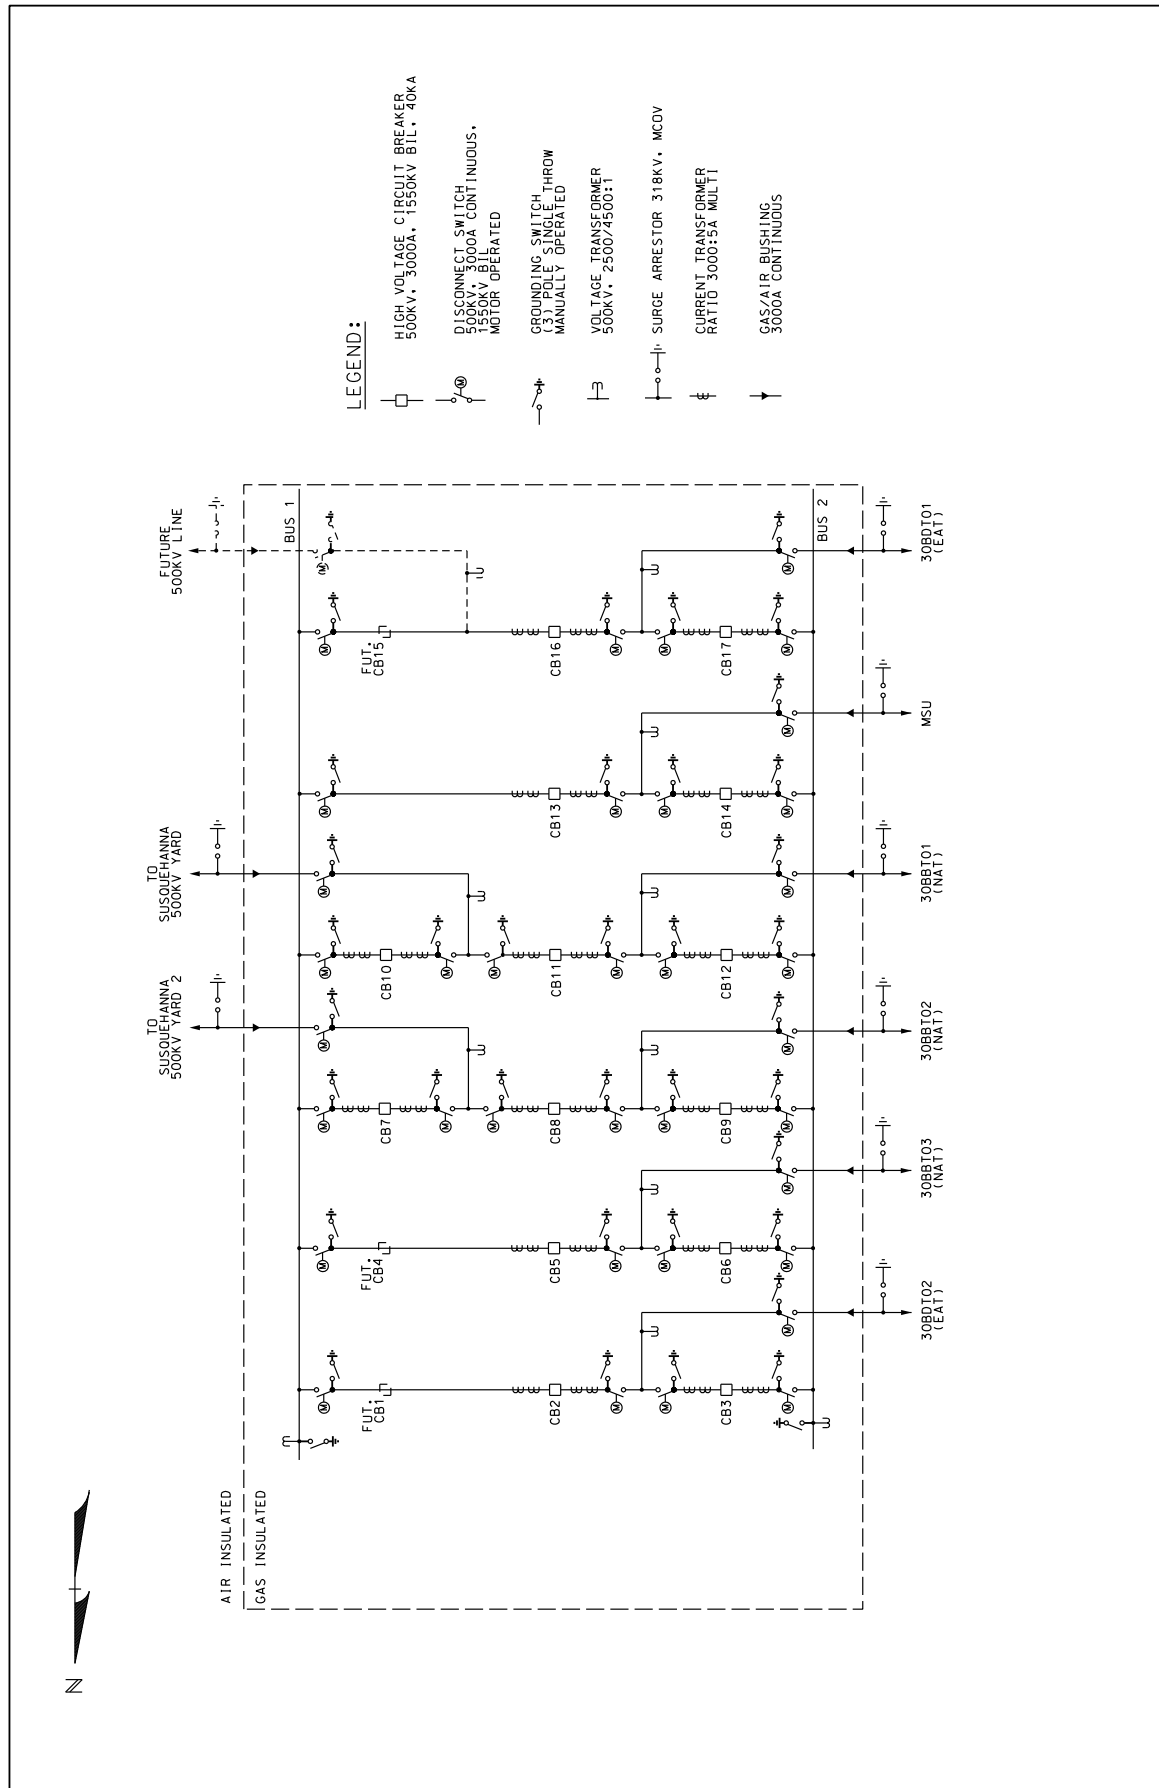 LEGEND:
HIGH VOLTAGE CIRCUIT BREAKER
500KV, 3000A, 1550KV BIL, 40KA
DISCONNECT SWITCH
500KV, 3000A CONTINUOUS,
1550KV BIL
MOTOR OPERATED
GROUNDING SWITCH
(3) POLE SINGLE THROW
MANUALLY OPERATED
VOLTAGE TRANSFORMER
500KV, 2500/4500:1
SURGE ARRESTOR 318KV, MCOV
CURRENT TRANSFORMER
RATIO 3000:5A MULTI
GAS/AIR BUSHING
3000A CONTINUOUS
M
N
AIR INSULATED
GAS INSULATED
TO
SUSQUEHANNA
500KV YARD 2
TO
SUSQUEHANNA
500KV YARD
FUTURE
500KV LINE
BUS 1
M
M
M
M
M
M
M
M
M
FUT.
CB1
FUT.
CB4
CB7
CB10
FUT.
CB15
M
M
M
M
CB2
CB5
CB8
CB11
CB13
CB16
M
M
M
M
M
M
M
M
M
M
M
M
CB3
CB6
CB9
CB12
CB14
CB17
M
M
M
M
M
M
M
M
M
M
M
M
BUS 2
30BDT02
(EAT)
30BBT03
(NAT)
30BBT02
(NAT)
30BBT01
(NAT)
MSU
30BDT01
(EAT)